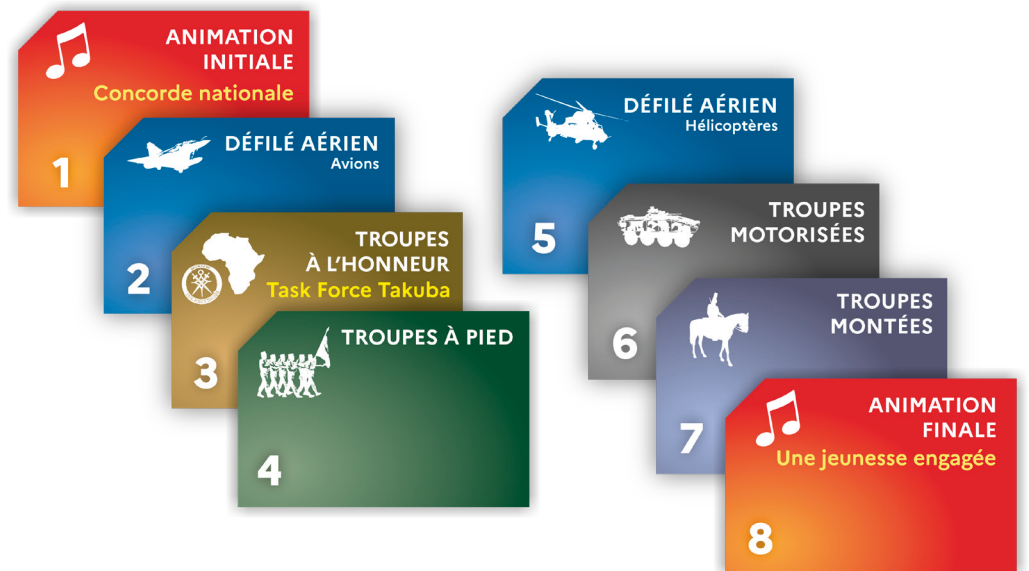 ANIMATION
INITIALE
Concorde nationale
1
DÉFILÉ AÉRIEN
Avions
2
TROUPES
À L'HONNEUR
Task Force Takuba
3
TROUPES À PIED
4
DÉFILÉ AÉRIEN
Hélicoptères
5
TROUPES
MOTORISÉES
6
TROUPES
MONTÉES
7
ANIMATION
FINALE
Une jeunesse engagée
8